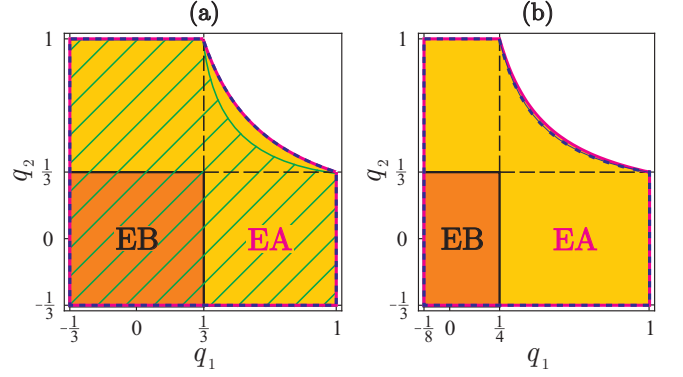 (a)
1
1/3
0
-1/3
q₂
EB
EA
-1/3 0 1/3 1
q₁
(b)
1
1/3
0
-1/3
q₂
EB
EA
-1/8 0 1/4 1
q₁